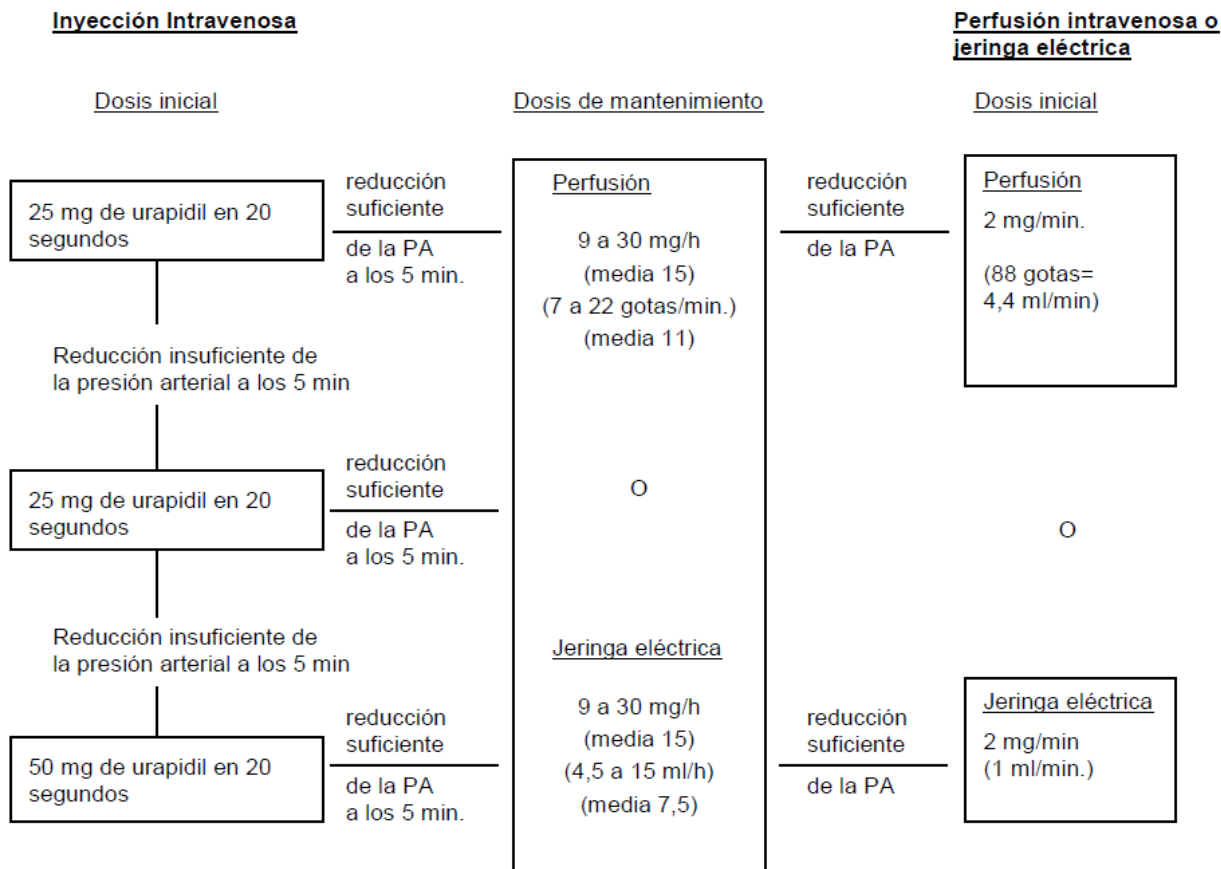 Inyección Intravenosa
Perfusión intravenosa o
jeringa eléctrica
Dosis inicial
Dosis de mantenimiento
Dosis inicial
25 mg de urapidil en 20
segundos
reducción
suficiente
de la PA
a los 5 min.
Perfusión
9 a 30 mg/h
(media 15)
(7 a 22 gotas/min.)
(media 11)
reducción
suficiente
de la PA
Perfusión
2 mg/min.
(88 gotas=
4,4 ml/min)
Reducción insuficiente de
la presión arterial a los 5 min
25 mg de urapidil en 20
segundos
reducción
suficiente
de la PA
a los 5 min.
O
O
Reducción insuficiente de
la presión arterial a los 5 min
50 mg de urapidil en 20
segundos
reducción
suficiente
de la PA
a los 5 min.
Jeringa eléctrica
9 a 30 mg/h
(media 15)
(4,5 a 15 ml/h)
(media 7,5)
reducción
suficiente
de la PA
Jeringa eléctrica
2 mg/min
(1 ml/min.)